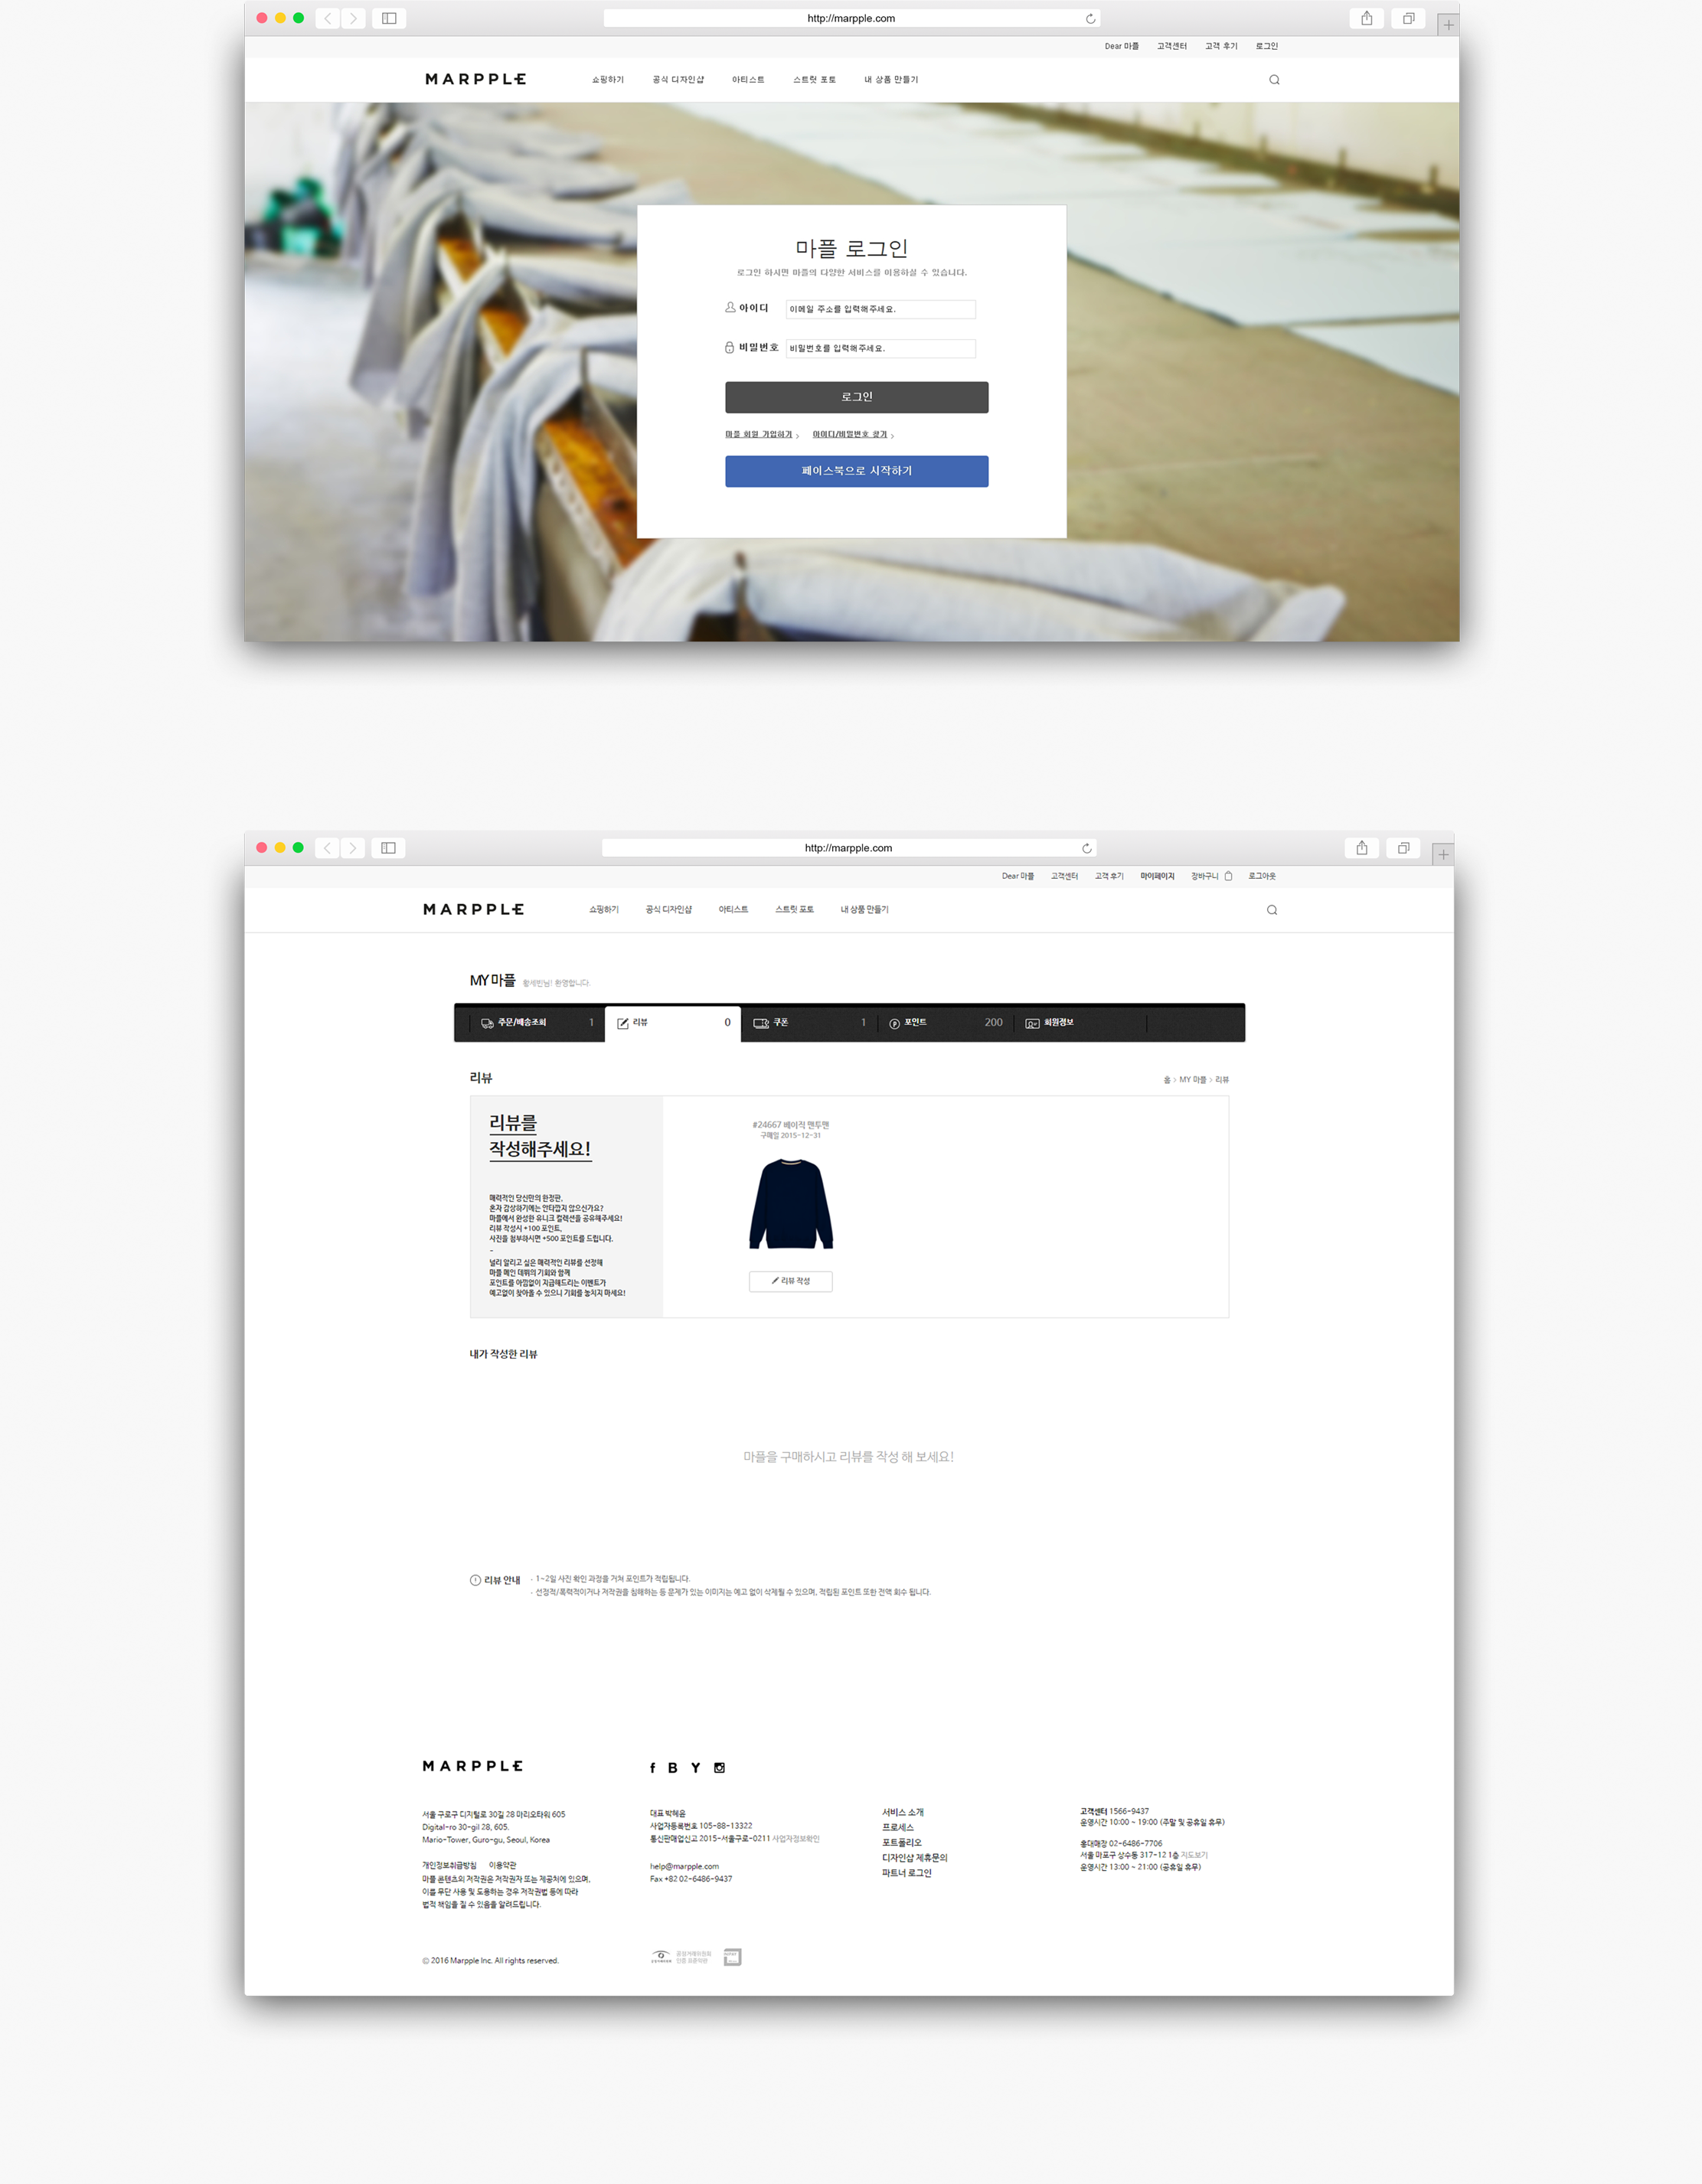 http://marpple.com
Dear 마플 고객센터 고객 후기 로그인
MARPPLE 쇼핑하기 공식 디자인샵 아티스트 스트릿 포토 내 상품 만들기
마플 로그인
로그인 하시면 마플의 다양한 서비스를 이용하실 수 있습니다.
아이디 이메일 주소를 입력해주세요.
비밀번호 비밀번호를 입력해주세요.
로그인
마플 회원 가입하기 > 아이디/비밀번호 찾기 >
페이스북으로 시작하기
http://marpple.com
Dear 마플 고객센터 고객 후기 마이페이지 장바구니 로그아웃
MARPPLE 쇼핑하기 공식 디자인샵 아티스트 스트릿 포토 내 상품 만들기
MY 마플 황세빈님! 환영합니다.
주문/배송조회 1 리뷰 0 쿠폰 1 포인트 200 회원정보
리뷰
홈 > MY 마플 > 리뷰
리뷰를
작성해주세요!
매력적인 당신만의 한정판,
혼자 감상하기에는 안타깝지 않으신가요?
마플에서 완성한 유니크 컬렉션을 공유해주세요!
리뷰 작성시 +100 포인트,
사진을 첨부하시면 +500 포인트를 드립니다.
-
널리 알리고 싶은 매력적인 리뷰를 선정해
마플 메인 데뷔의 기회와 함께
포인트를 아낌없이 지급해드리는 이벤트가
예고없이 찾아올 수 있으니 기회를 놓치지 마세요!
#24667 베이직 맨투맨
구매일 2015-12-31
리뷰 작성
내가 작성한 리뷰
마플을 구매하시고 리뷰를 작성 해 보세요!
리뷰 안내 · 1~2일 사진 확인 과정을 거쳐 포인트가 적립됩니다.
· 선정적/폭력적이거나 저작권을 침해하는 등 문제가 있는 이미지는 예고 없이 삭제될 수 있으며, 적립된 포인트 또한 전액 회수 됩니다.
MARPPLE
f B Y
서울 구로구 디지털로 30길 28 마리오타워 605
Digital-ro 30-gil 28, 605.
Mario-Tower, Guro-gu, Seoul, Korea
개인정보취급방침 이용약관
마플 콘텐츠의 저작권은 저작권자 또는 제공처에 있으며,
이를 무단 사용 및 도용하는 경우 저작권법 등에 따라
법적 책임을 질 수 있음을 알려드립니다.
© 2016 Marpple Inc. All rights reserved.
대표 박혜윤
사업자등록번호 105-88-13322
통신판매업신고 2015-서울구로-0211 사업자정보확인
help@marpple.com
Fax +82 02-6486-9437
공정거래위원회
인증 표준약관
서비스 소개
프로세스
포트폴리오
디자인샵 제휴문의
파트너 로그인
고객센터 1566-9437
운영시간 10:00 ~ 19:00 (주말 및 공휴일 휴무)
홍대매장 02-6486-7706
서울 마포구 상수동 317-12 1층 지도보기
운영시간 13:00 ~ 21:00 (공휴일 휴무)